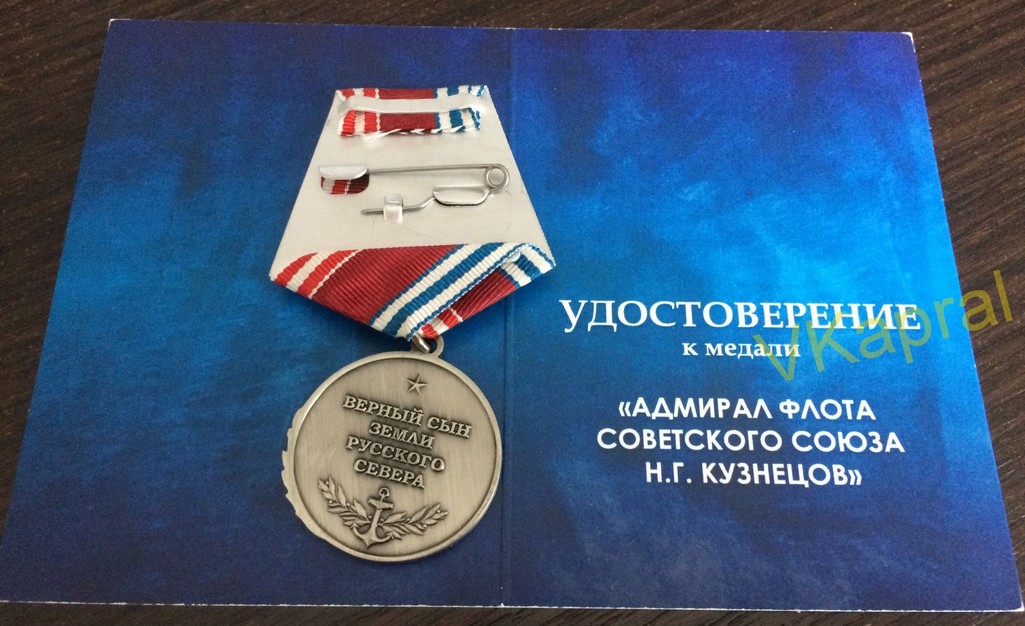 ВЕРНЫЙ СЫН
ЗЕМЛИ
РУССКОГО
СЕВЕРА
УДОСТОВЕРЕНИЕ
к медали
«АДМИРАЛ ФЛОТА
СОВЕТСКОГО СОЮЗА
Н.Г. КУЗНЕЦОВ»
VKapral